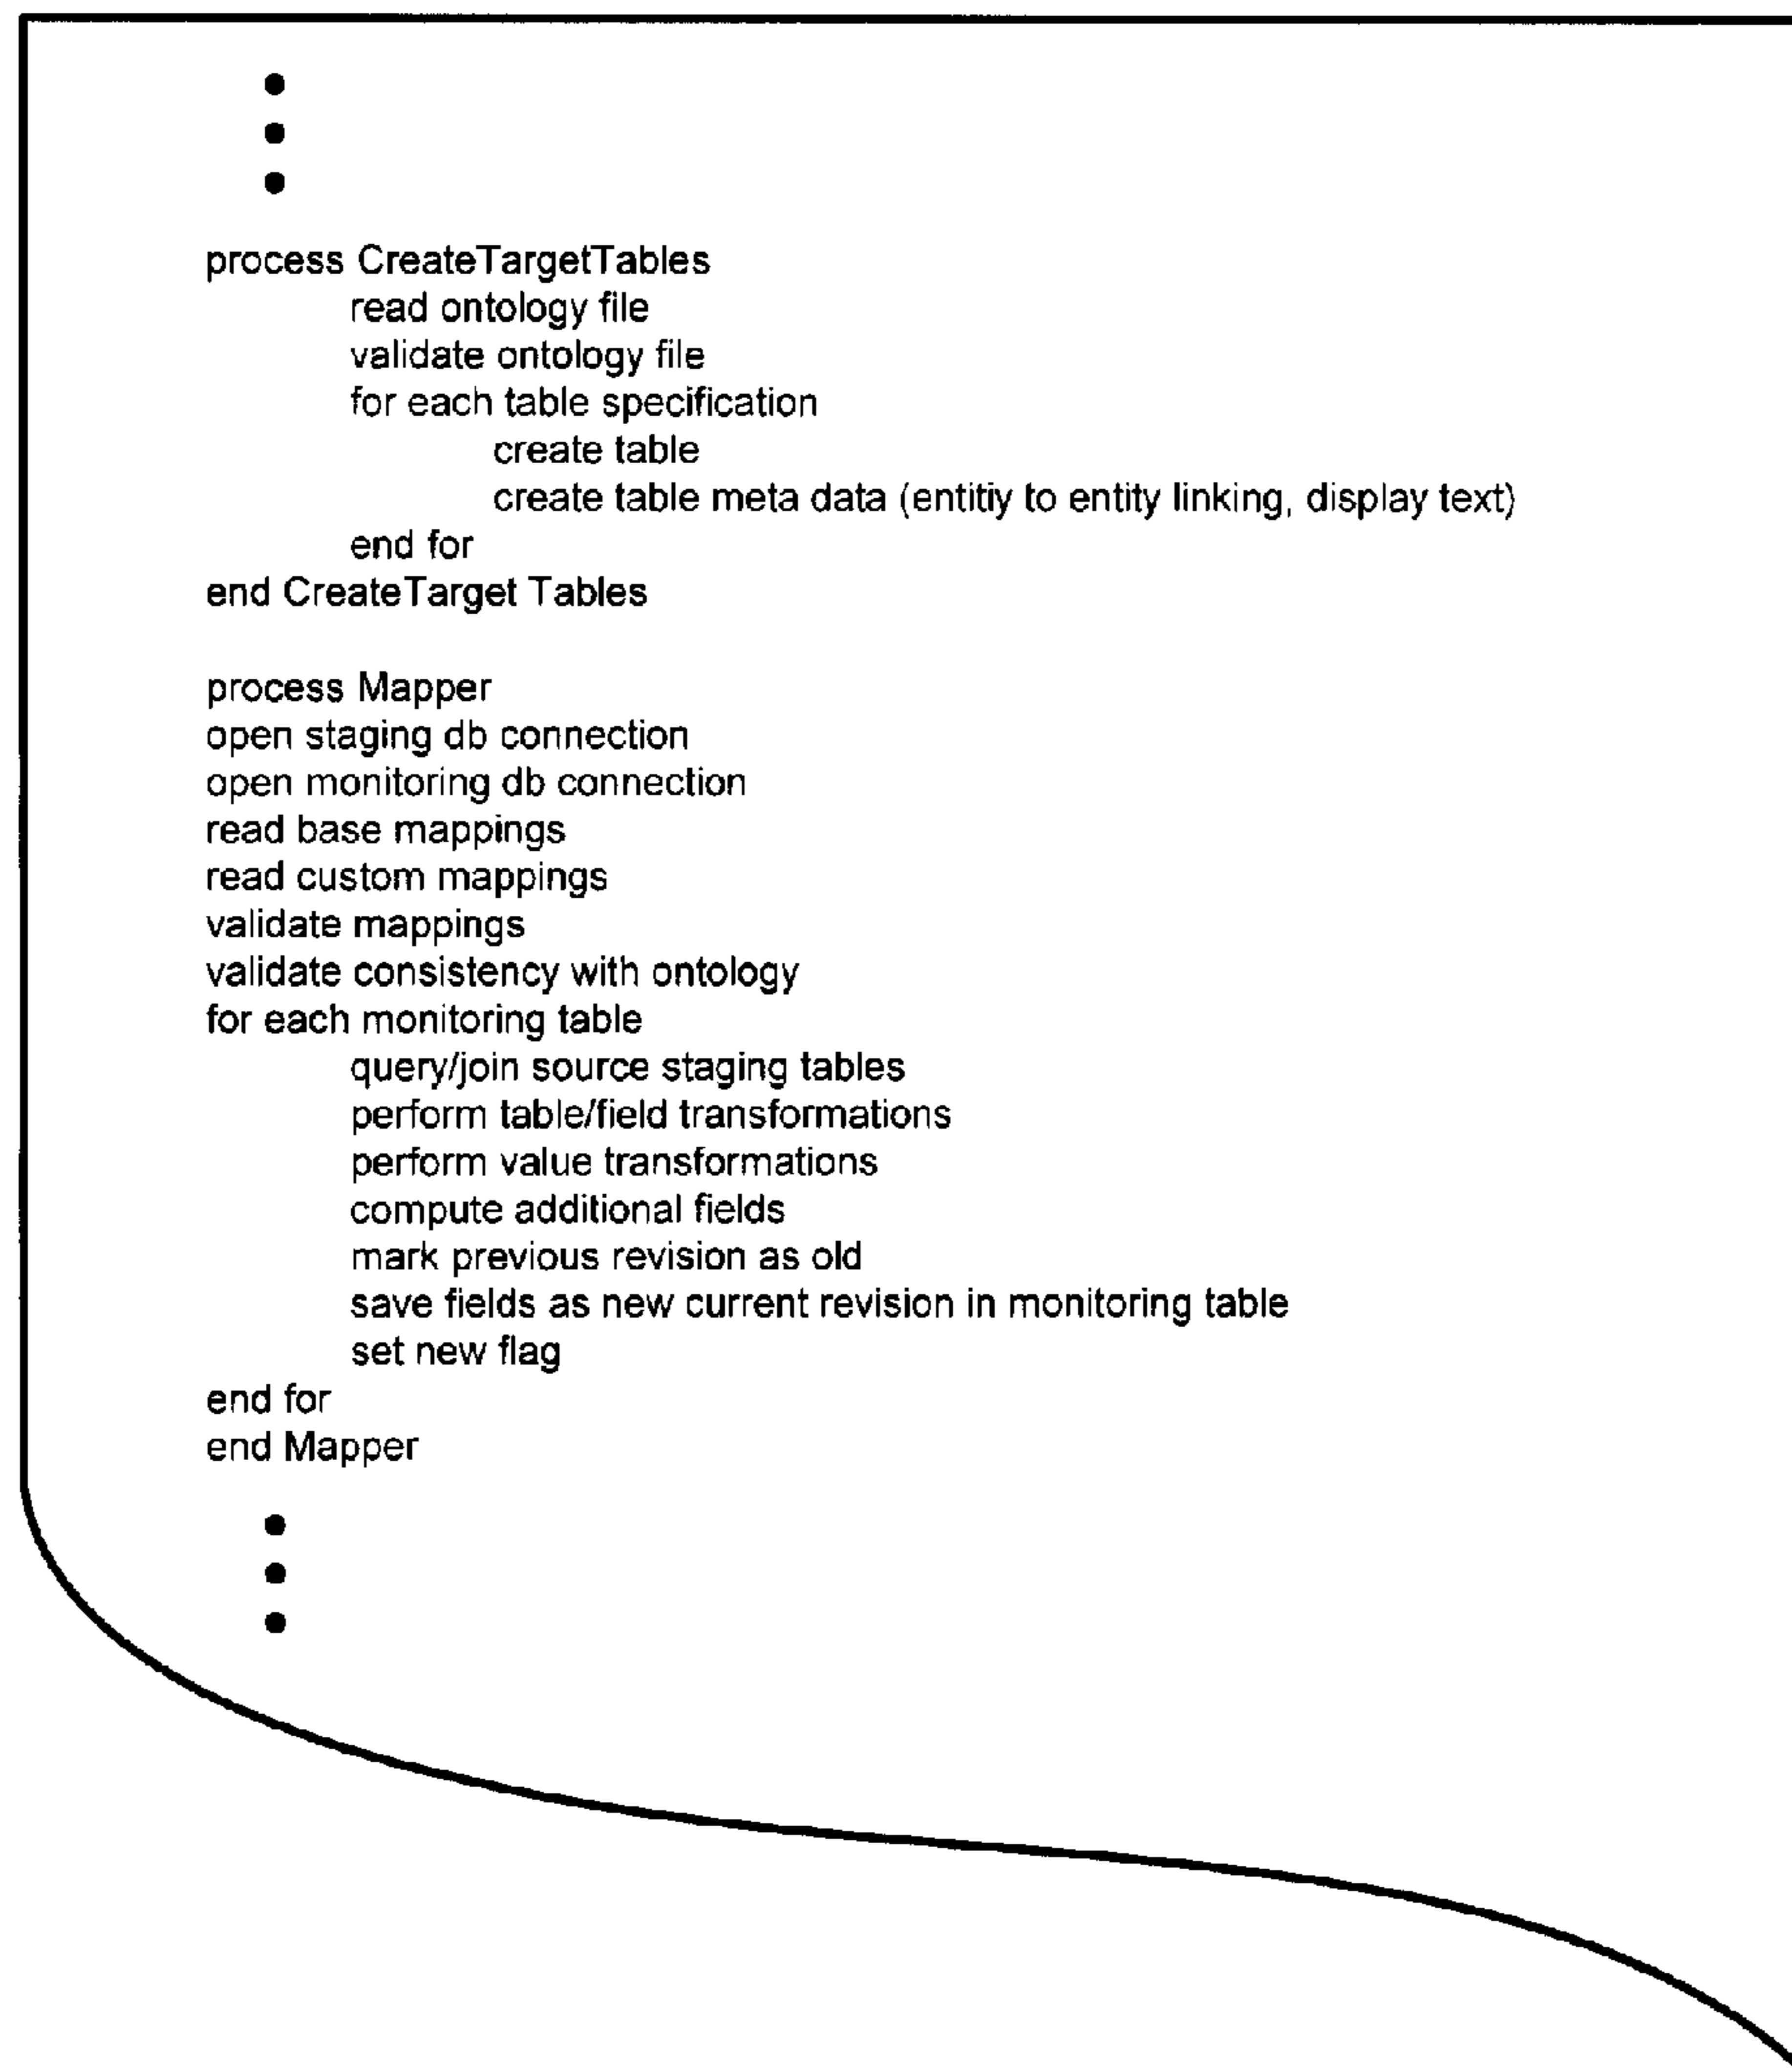 process CreateTargetTables
read ontology file
validate ontology file
for each table specification
create table
create table meta data (entitiy to entity linking, display text)
end for
end CreateTarget Tables
process Mapper
open staging db connection
open monitoring db connection
read base mappings
read custom mappings
validate mappings
validate consistency with ontology
for each monitoring table
query/join source staging tables
perform table/field transformations
perform value transformations
compute additional fields
mark previous revision as old
save fields as new current revision in monitoring table
set new flag
end for
end Mapper